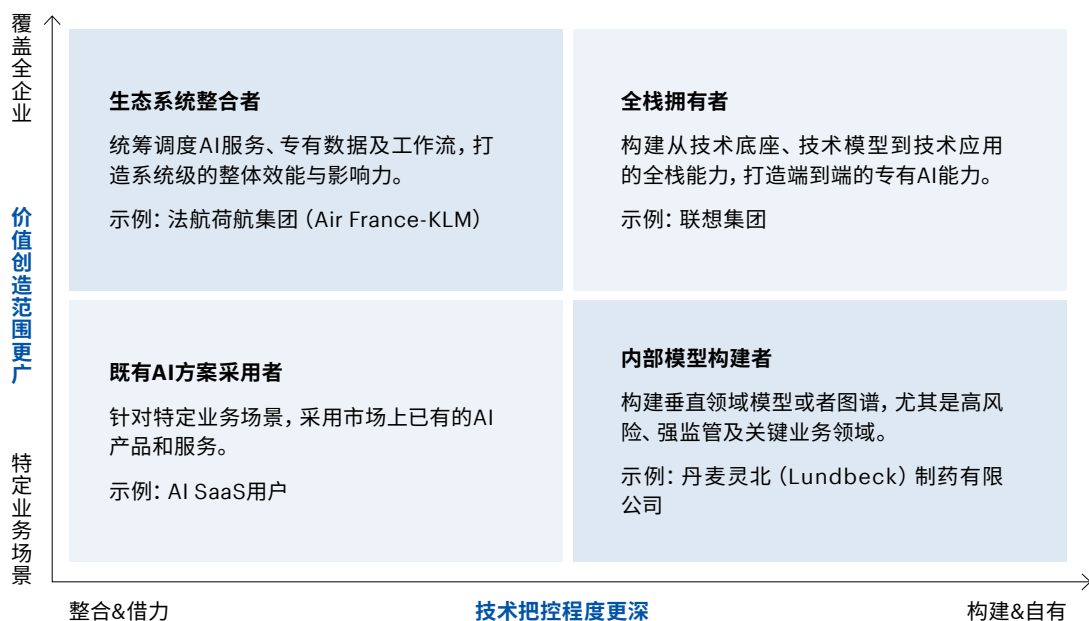 覆盖全企业
价值创造范围更广
特定业务场景
生态系统整合者
统筹调度AI服务、专有数据及工作流，打
造系统级的整体效能与影响力。
示例：法航荷航集团（Air France-KLM）
全栈拥有者
构建从技术底座、技术模型到技术应用
的全栈能力，打造端到端的专有AI能力。
示例：联想集团
既有AI方案采用者
针对特定业务场景，采用市场上已有的AI
产品和服务。
示例：AI SaaS用户
内部模型构建者
构建垂直领域模型或者图谱，尤其是高风
险、强监管及关键业务领域。
示例：丹麦灵北（Lundbeck）制药有限
公司
整合&借力
技术把控程度更深
构建&自有